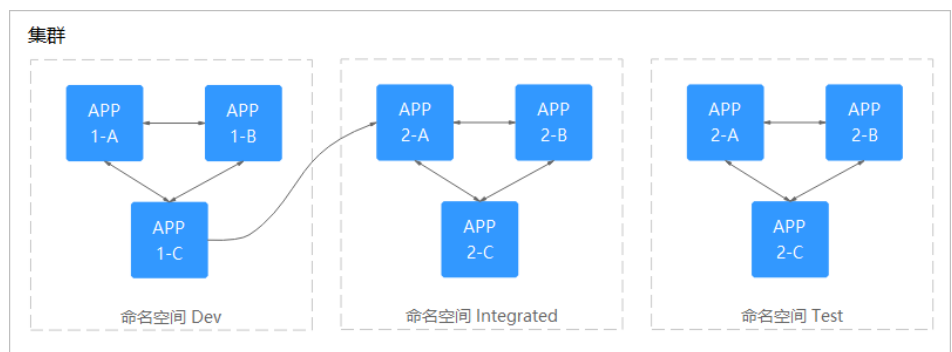 集群
APP
1-A
APP
1-B
APP
1-C
命名空间 Dev
APP
2-A
APP
2-B
APP
2-C
命名空间 Integrated
APP
2-A
APP
2-B
APP
2-C
命名空间 Test